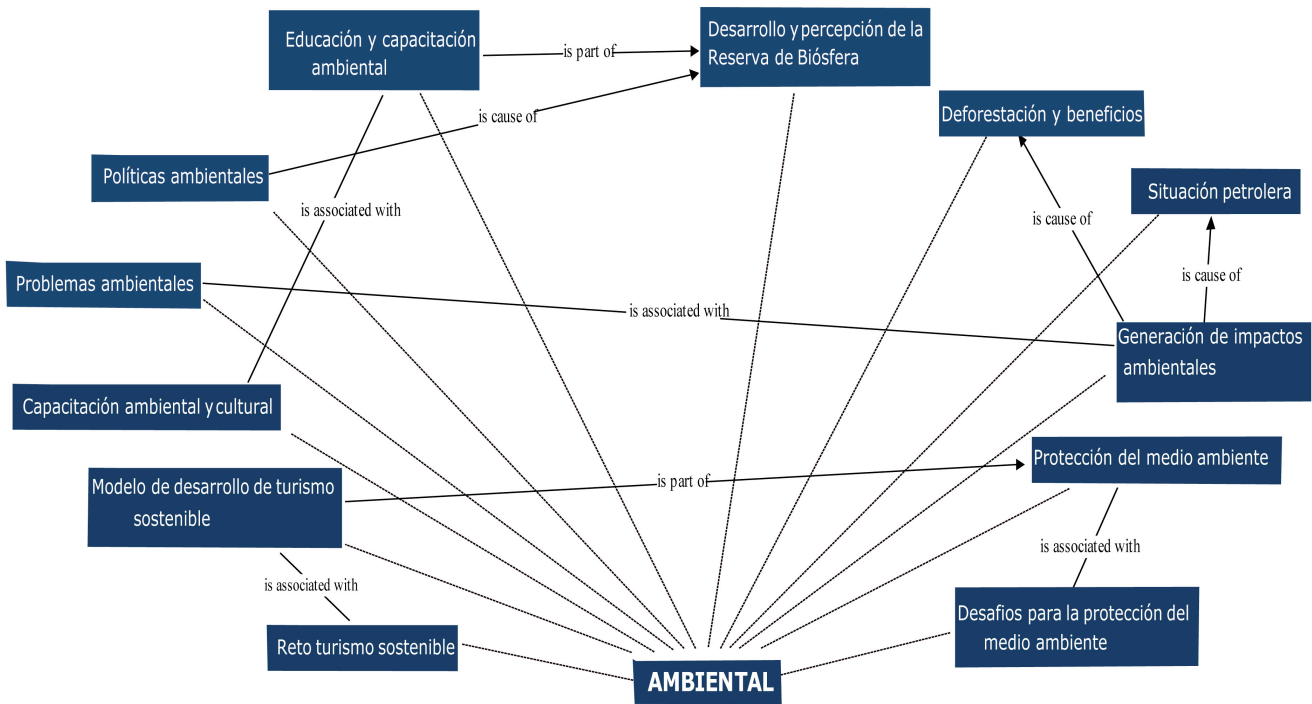 Educación y capacitación
ambiental
is part of
Desarrollo y percepción de la
Reserva de Biósfera
is cause of
Deforestación y beneficios
Políticas ambientales
is associated with
Situación petrolera
is cause of
is cause of
Problemas ambientales
is associated with
Generación de impactos
ambientales
Capacitación ambiental y cultural
Modelo de desarrollo de turismo
sostenible
is part of
Protección del medio ambiente
is associated with
is associated with
Reto turismo sostenible
Desafios para la protección del
medio ambiente
AMBIENTAL